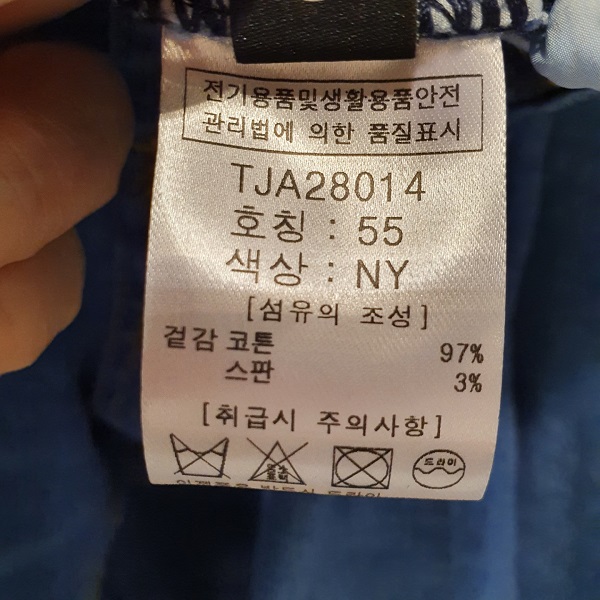 전기용품및생활용품안전
관리법에 의한 품질표시
TJA28014
호칭 : 55
색상 : NY
[섬유의 조성]
겉감 코튼 97%
스판 3%
[취급시 주의사항]
드라이